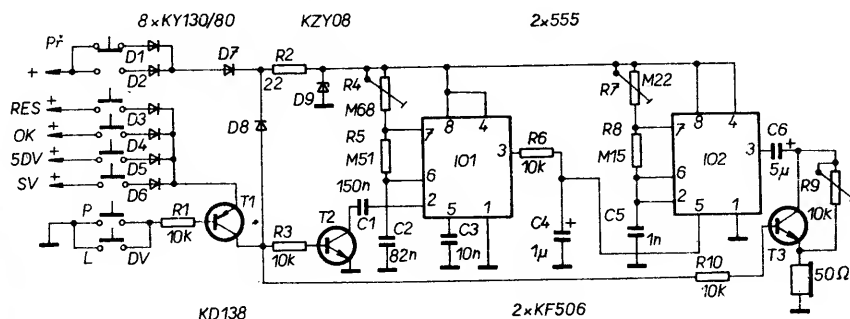 8×KY130/80 KZY08 2×555
Př
D1
+
D2
D7
R2
22
D9
R4
M68
R7
M22
RES +
D3
OK +
D4
5DV +
D5
SV +
D6
D8
R5
M51
7
8
4
6
IO1
3
2
5
1
R6
10k
R8
M15
7
8
4
6
IO2
3
2
5
1
C6
5µ +
R9
10k
P
L
DV
R1
10k
T1
R3
10k
T2
150n
C1
C2
82n
C3
10n
C4
1µ
+
C5
1n
T3
R10
10k
50Ω
KD138 2×KF506